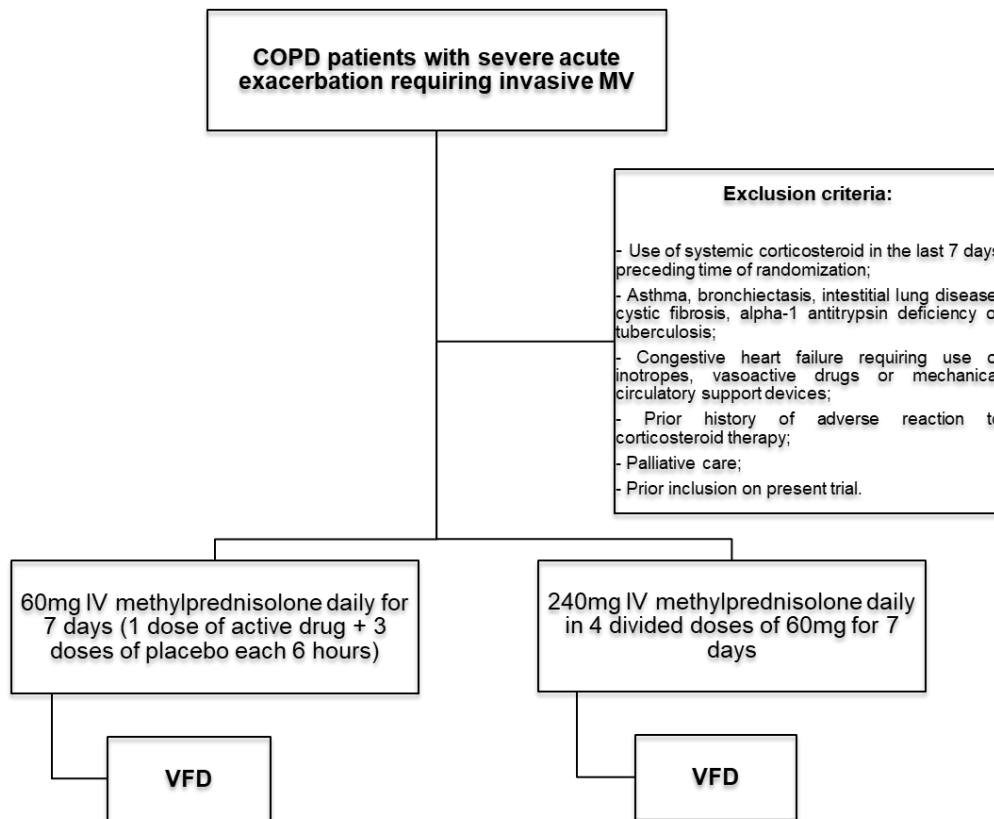 COPD patients with severe acute
exacerbation requiring invasive MV
Exclusion criteria:
- Use of systemic corticosteroid in the last 7 days
preceding time of randomization;
- Asthma, bronchiectasis, intestitial lung disease
cystic fibrosis, alpha-1 antitrypsin deficiency o
tuberculosis;
- Congestive heart failure requiring use o
inotropes, vasoactive drugs or mechanica
circulatory support devices;
- Prior history of adverse reaction to
corticosteroid therapy;
- Palliative care;
- Prior inclusion on present trial.
60mg IV methylprednisolone daily for
7 days (1 dose of active drug + 3
doses of placebo each 6 hours)
240mg IV methylprednisolone daily
in 4 divided doses of 60mg for 7
days
VFD
VFD